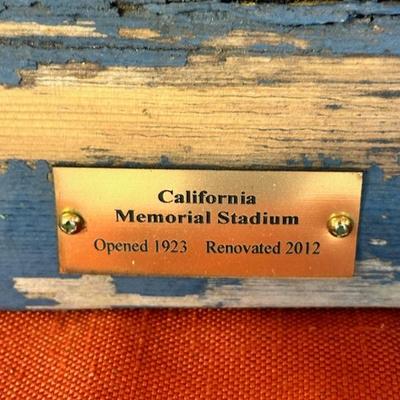 California
Memorial Stadium
Opened 1923 Renovated 2012